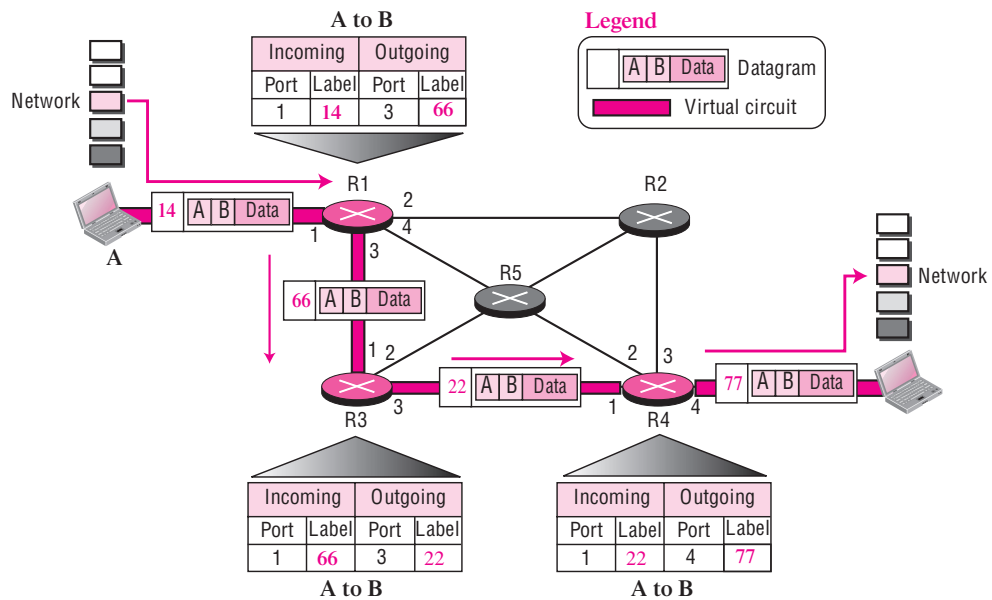 A to B
Incoming Outgoing
Port Label Port Label
1 14 3 66
Legend
A B Data Datagram
Virtual circuit
Network
R1
R2
14 A B Data
A
1
2
4
3
66 A B Data
R5
Network
1
2
3
R3
22 A B Data
2
3
1
4
R4
77 A B Data
Incoming Outgoing
Port Label Port Label
1 66 3 22
A to B
Incoming Outgoing
Port Label Port Label
1 22 4 77
A to B